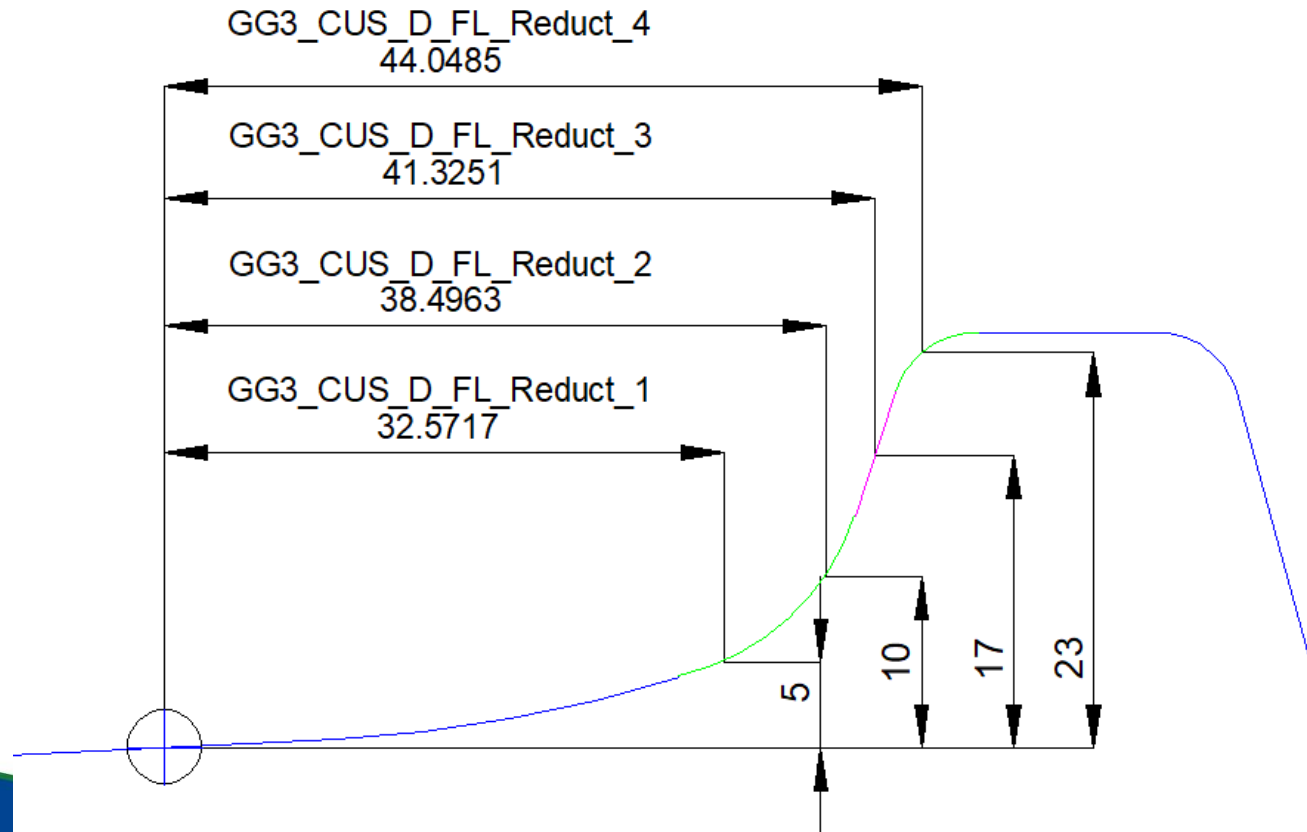 GG3_CUS_D_FL_Reduct_4
44.0485
GG3_CUS_D_FL_Reduct_3
41.3251
GG3_CUS_D_FL_Reduct_2
38.4963
GG3_CUS_D_FL_Reduct_1
32.5717
5
10
17
23